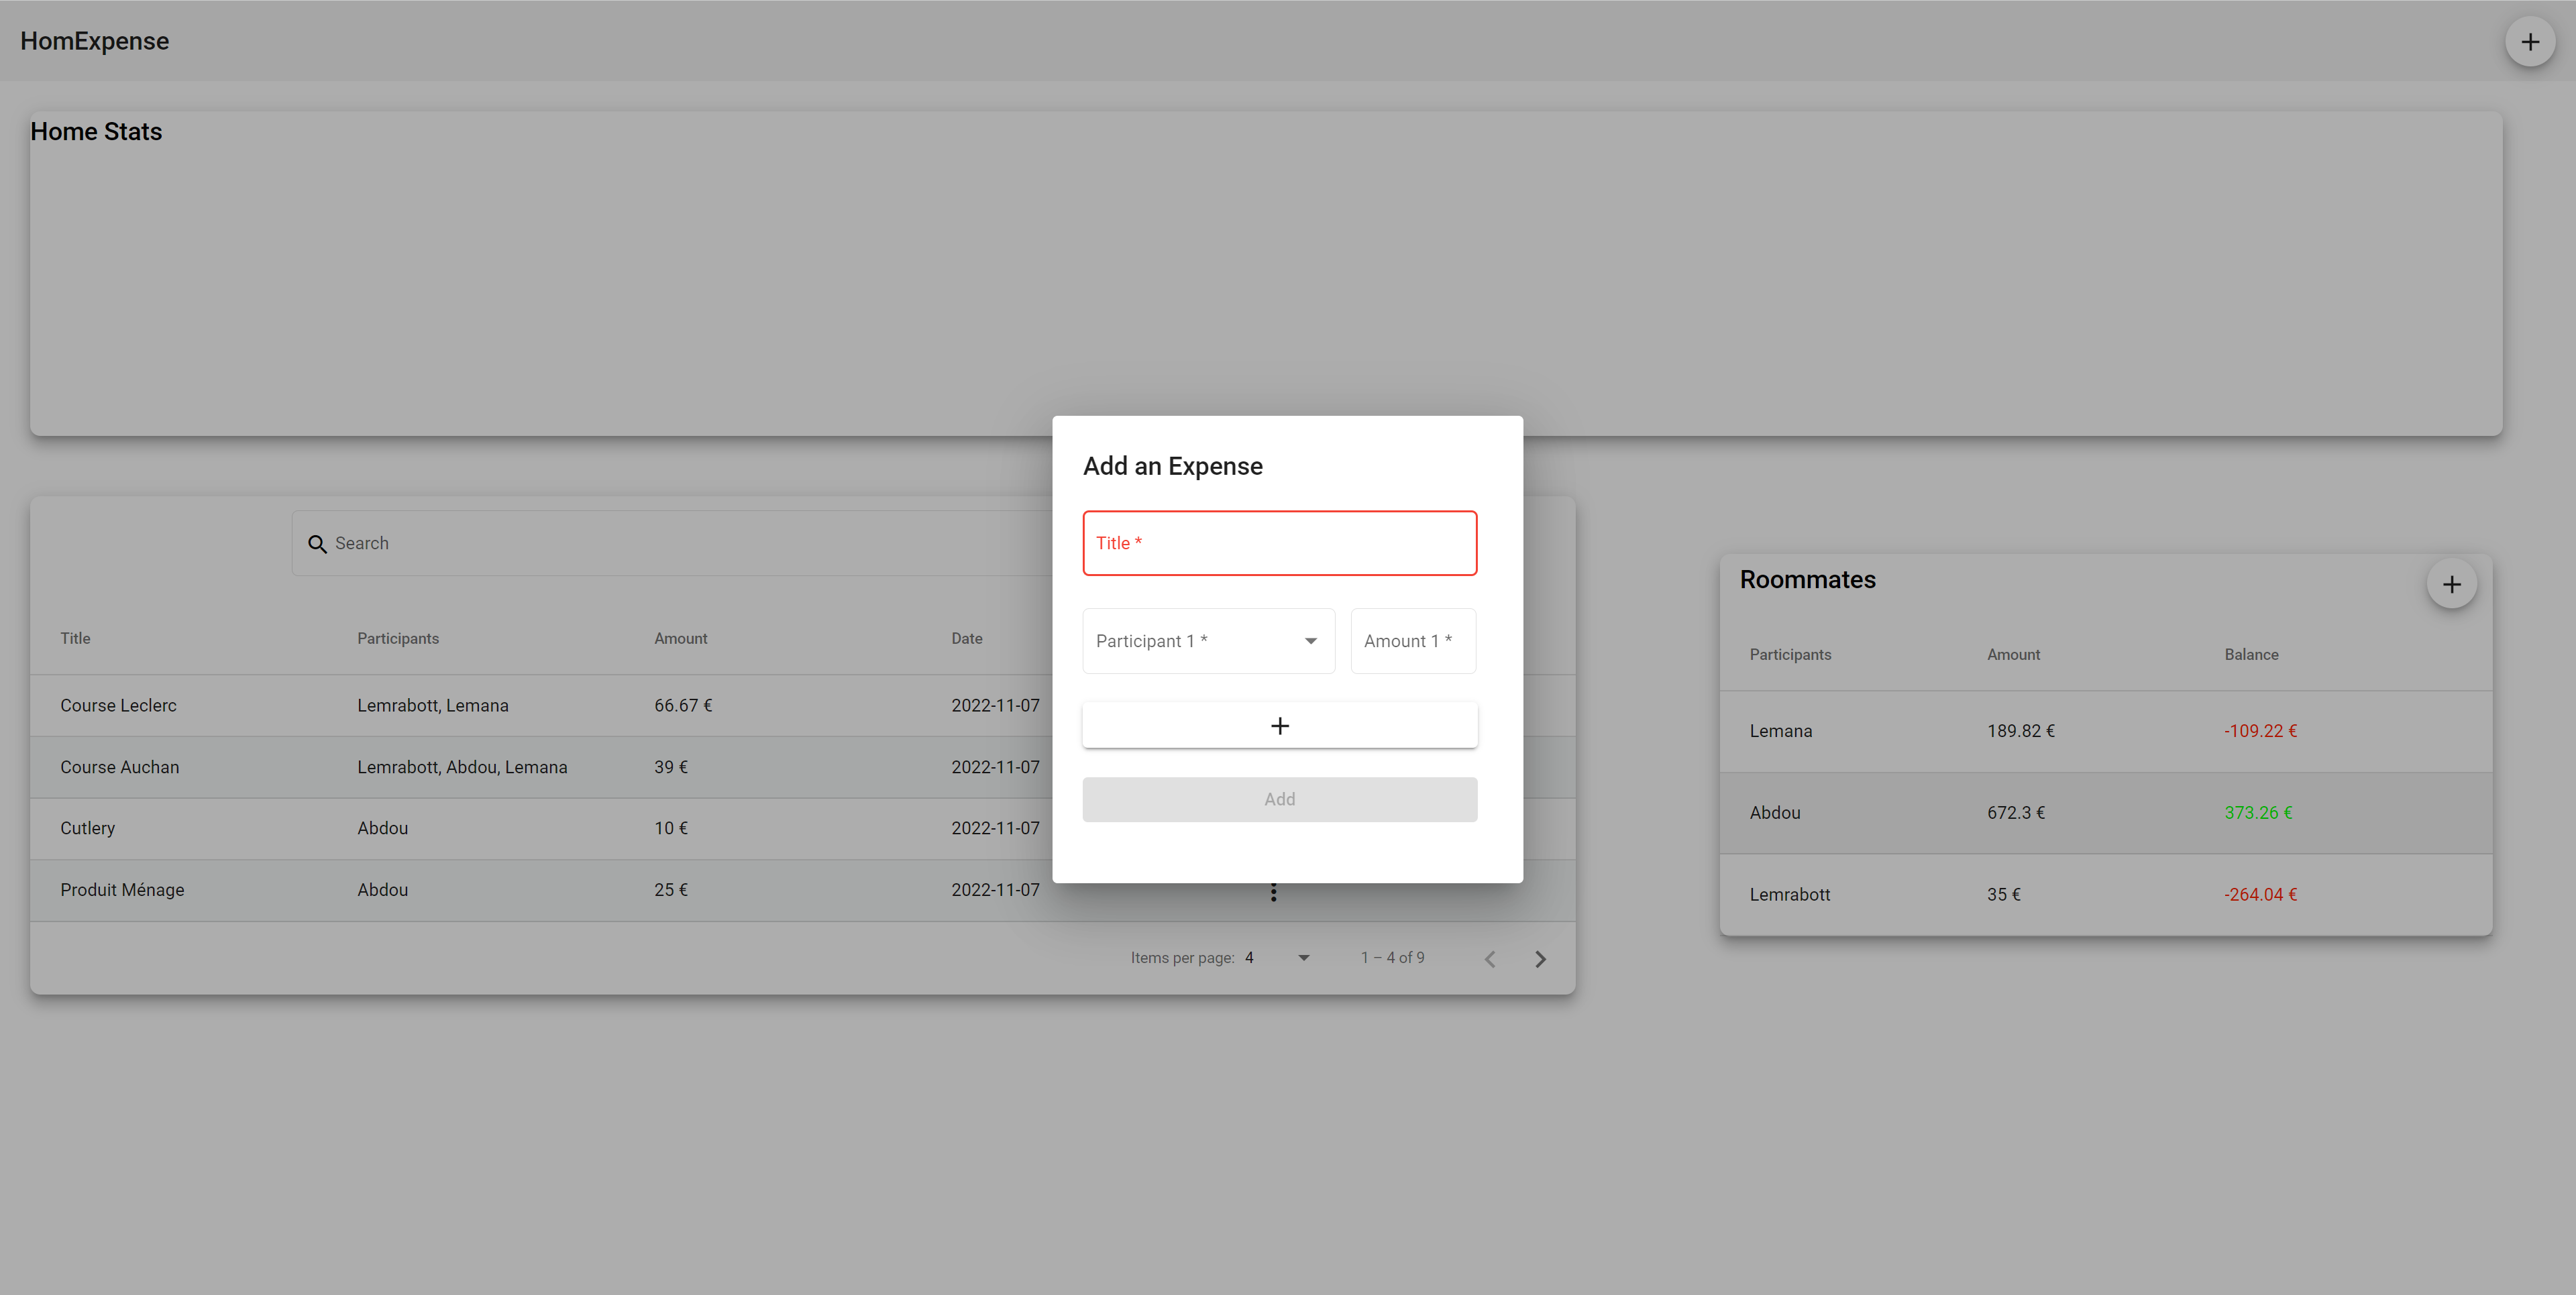 HomExpense
Home Stats
Add an Expense
Title *
Participant 1 * Amount 1 *
Add
Search
Title Participants Amount Date
Course Leclerc Lemrabott, Lemana 66.67 € 2022-11-07
Course Auchan Lemrabott, Abdou, Lemana 39 € 2022-11-07
Cutlery Abdou 10 € 2022-11-07
Produit Ménage Abdou 25 € 2022-11-07
Items per page: 4 1 – 4 of 9
Roommates
Participants Amount Balance
Lemana 189.82 € -109.22 €
Abdou 672.3 € 373.26 €
Lemrabott 35 € -264.04 €